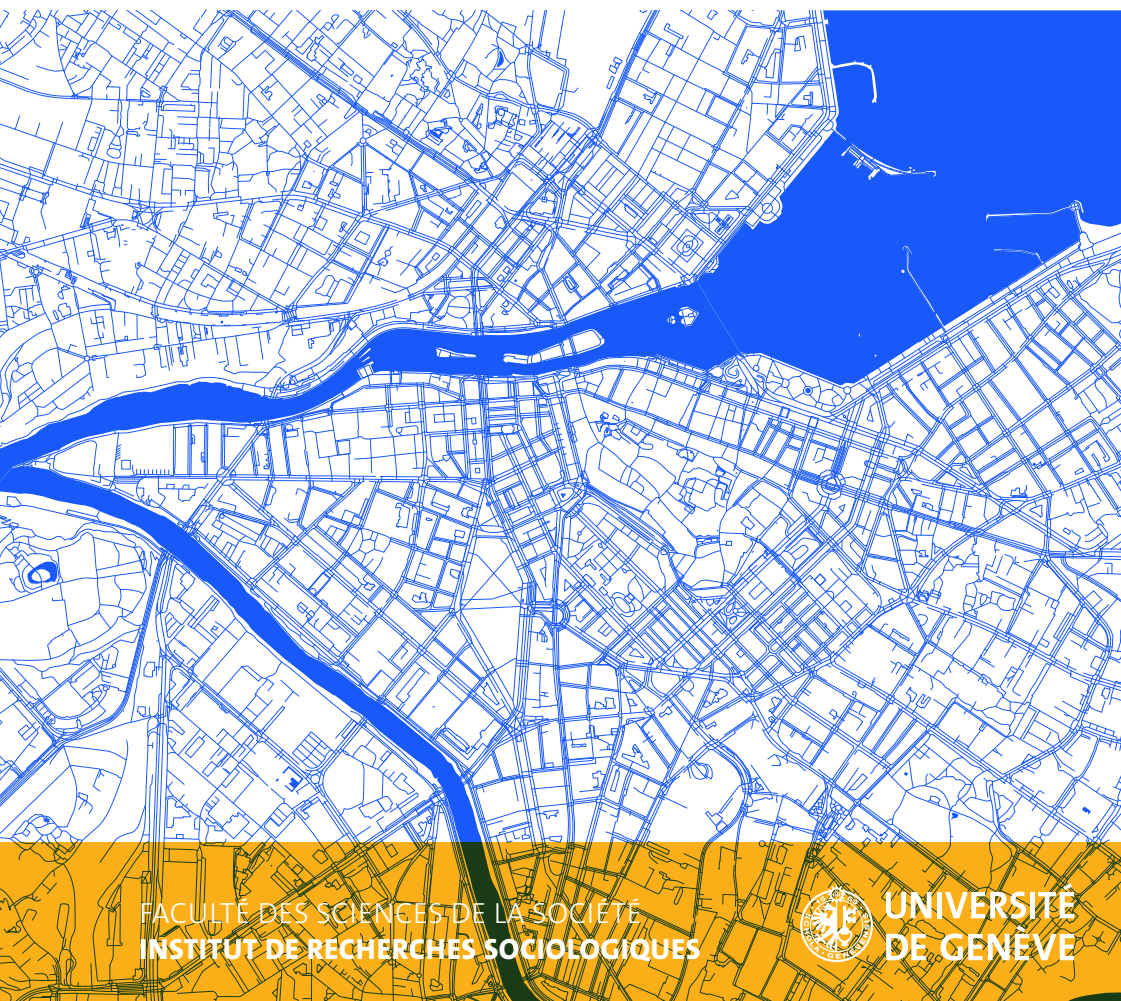 FACULTÉ DES SCIENCES DE LA SOCIÉTÉ
INSTITUT DE RECHERCHES SOCIOLOGIQUES
UNIVERSITÉ
DE GENÈVE